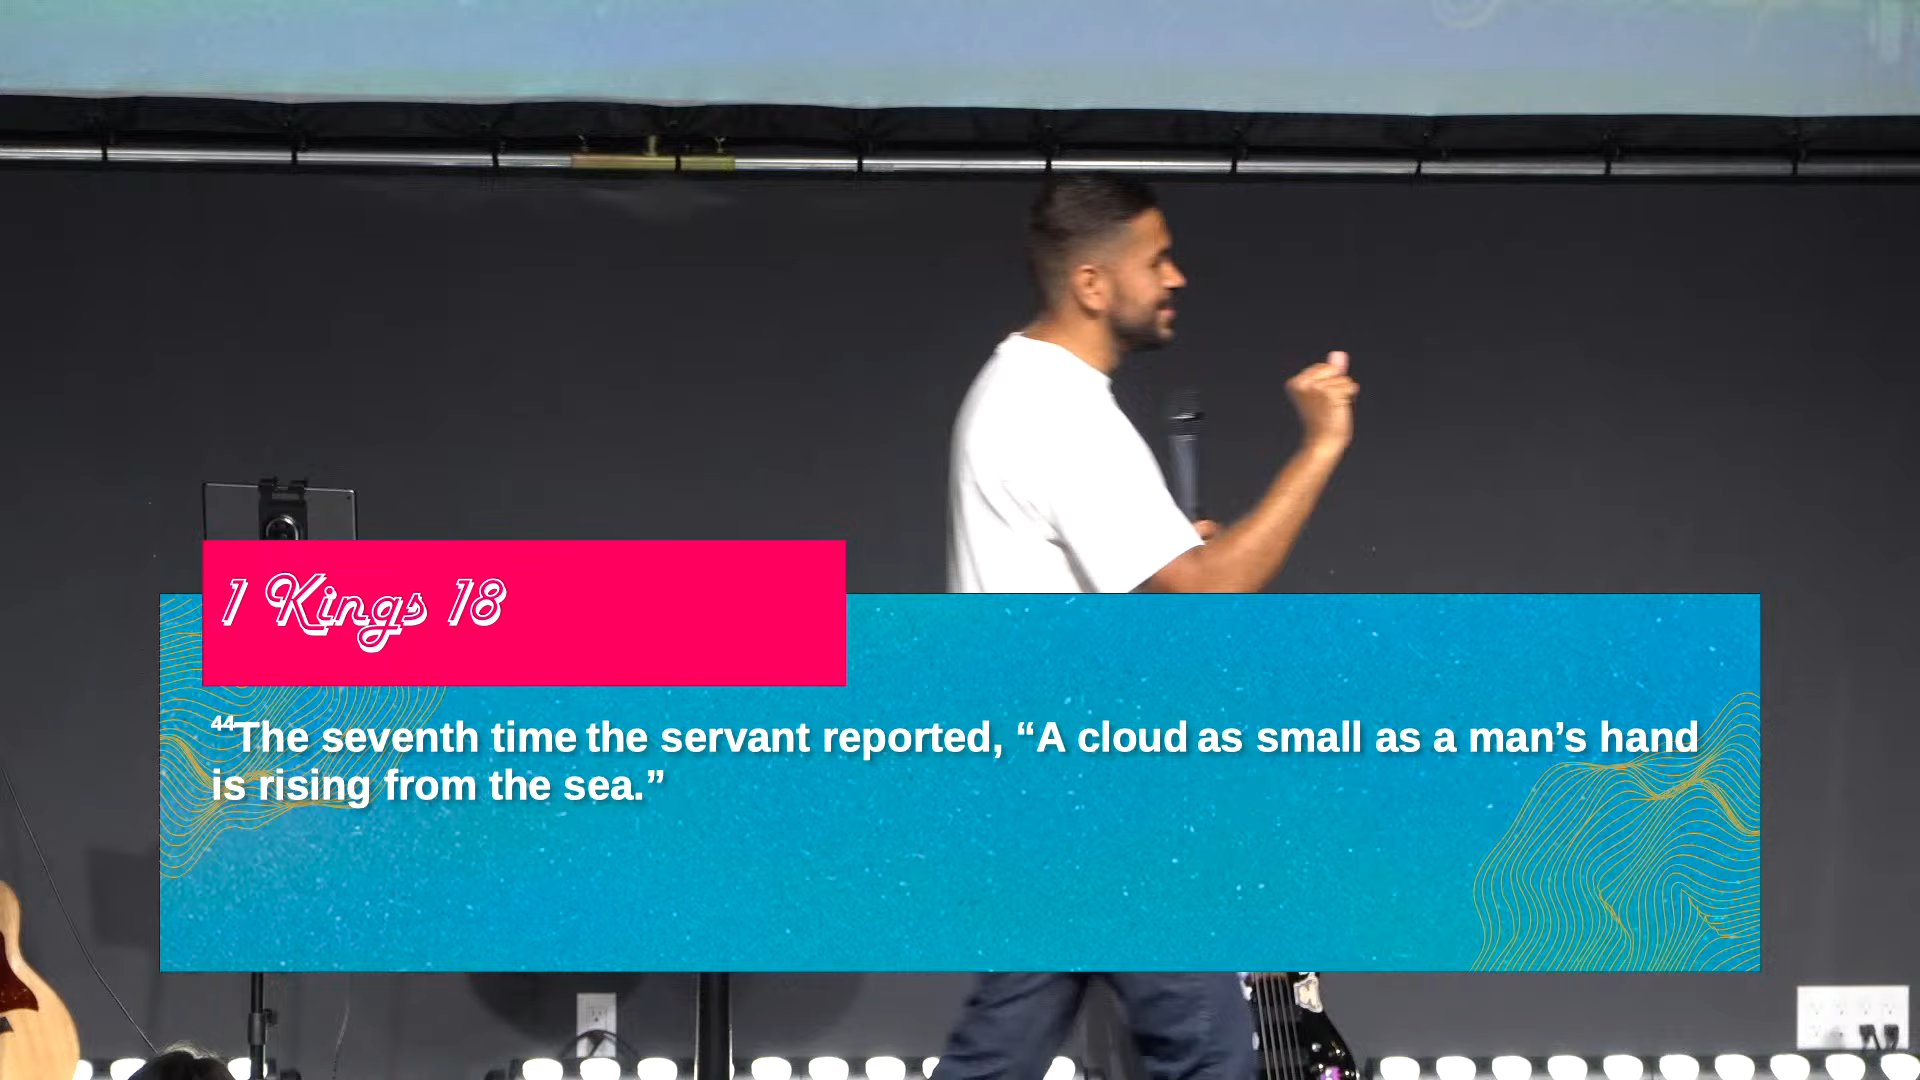 1 Kings 18
44The seventh time the servant reported, “A cloud as small as a man’s hand
is rising from the sea.”